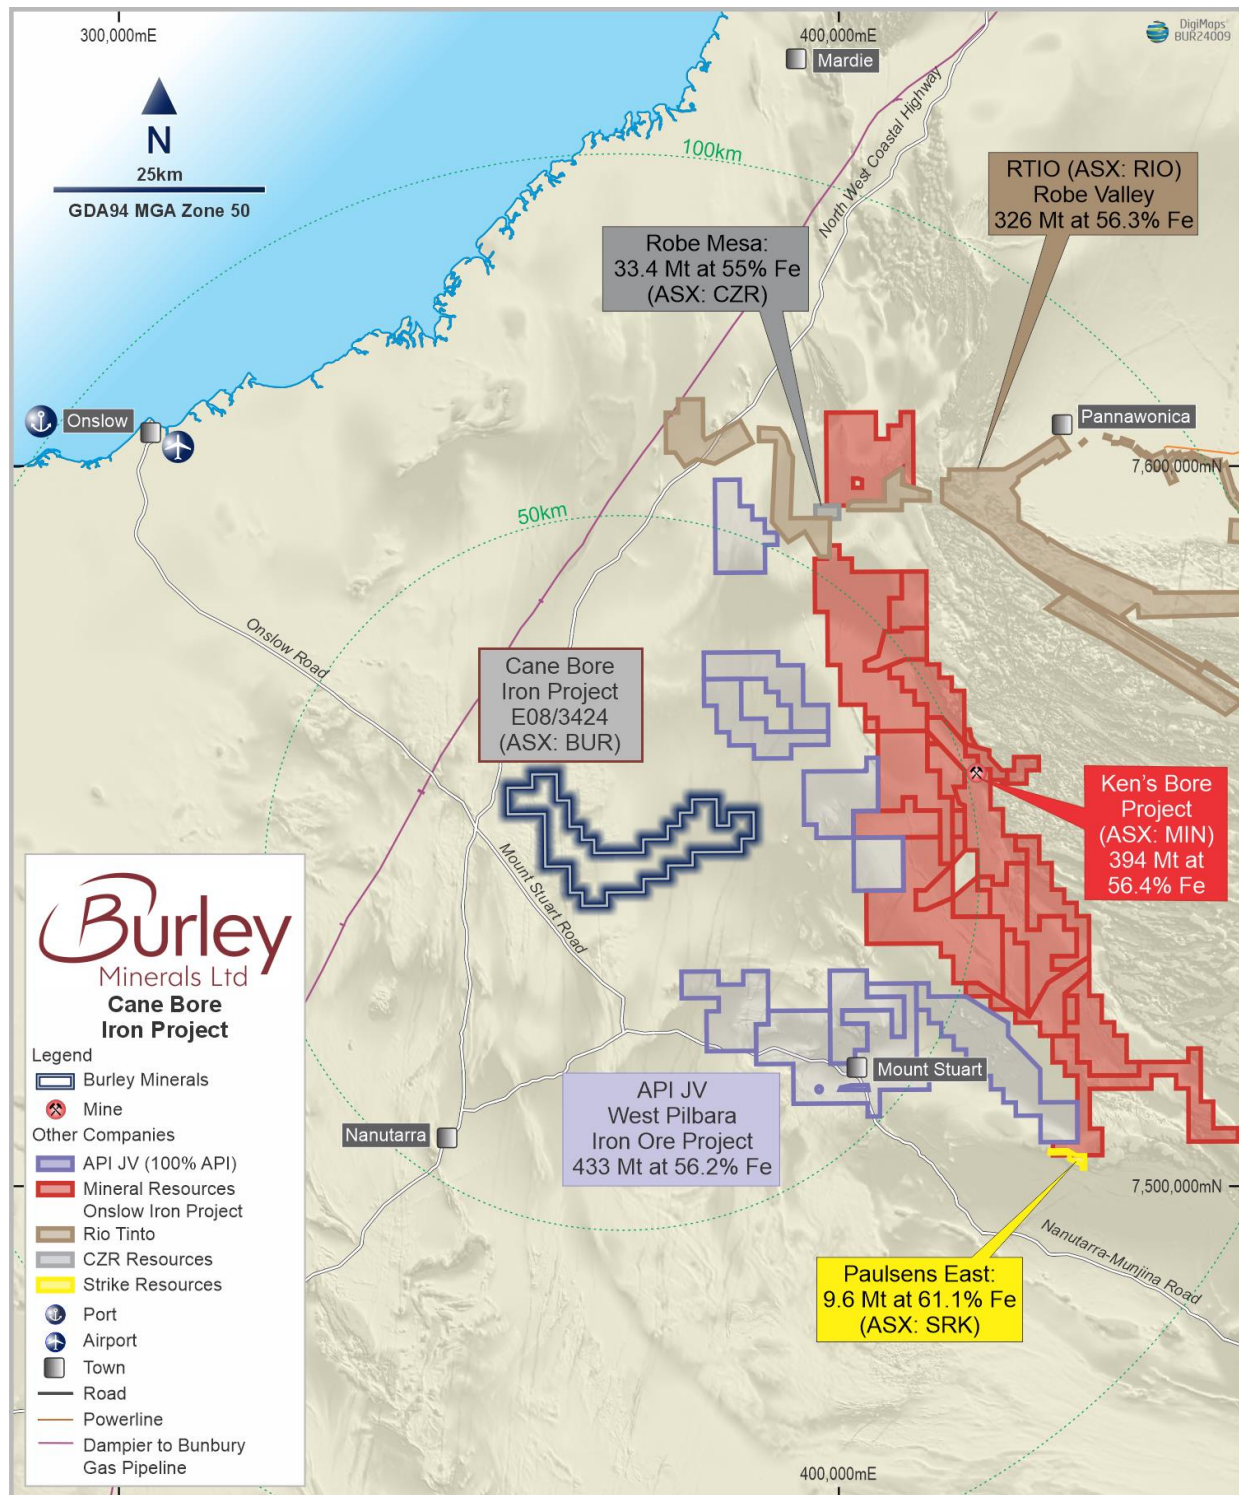 300,000mE
400,000mE
DigiMaps
BUR24009
Mardie
N
25km
GDA94 MGA Zone 50
100km
North West Coastal Highway
RTIO (ASX: RIO)
Robe Valley
326 Mt at 56.3% Fe
Robe Mesa:
33.4 Mt at 55% Fe
(ASX: CZR)
Onslow
Pannawonica
7,600,000mN
50km
Onslow Road
Cane Bore
Iron Project
E08/3424
(ASX: BUR)
Ken's Bore
Project
(ASX: MIN)
394 Mt at
56.4% Fe
Mount Stuart Road
Burley
Minerals Ltd
Cane Bore
Iron Project
Legend
Burley Minerals
Mine
Other Companies
API JV (100% API)
Mineral Resources
Onslow Iron Project
Rio Tinto
CZR Resources
Strike Resources
Port
Airport
Town
Road
Powerline
Dampier to Bunbury
Gas Pipeline
Mount Stuart
API JV
West Pilbara
Iron Ore Project
433 Mt at 56.2% Fe
Nanutarra
7,500,000mN
Nanutarra-Munjina Road
Paulsens East:
9.6 Mt at 61.1% Fe
(ASX: SRK)
400,000mE